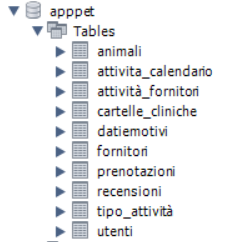 apppet
Tables
animali
attivita_calendario
attività_fornitori
cartelle_cliniche
datiemotivi
fornitori
prenotazioni
recensioni
tipo_attività
utenti